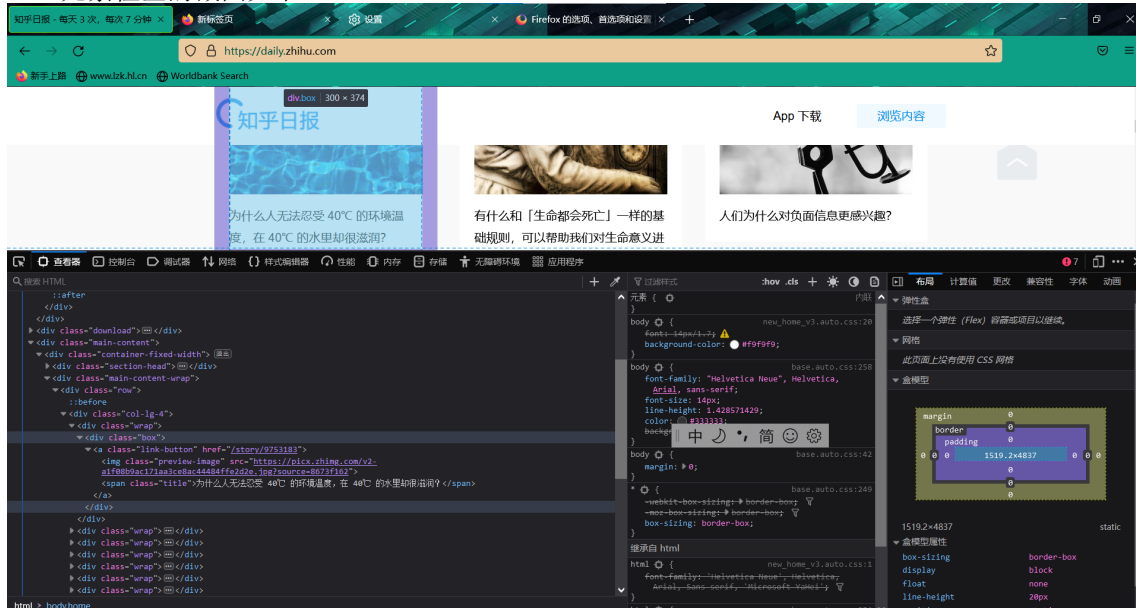 知乎日报 - 每天 3 次，每次 7 分钟 ×
新标签页 ×
设置 ×
Firefox 的选项、首选项和设置 × +
https://daily.zhihu.com
新手上路 www.lzk.hl.cn Worldbank Search
div.box 300 × 374
知乎日报
App 下载 浏览内容
为什么人无法忍受 40℃ 的环境温
度，在 40℃ 的水里却很滋润?
有什么和「生命都会死亡」一样的基
础规则，可以帮助我们对生命意义进
人们为什么对负面信息更感兴趣?
查看器 控制台 调试器 网络 {} 样式编辑器 性能 内存 存储 无障碍环境 应用程序 7
搜索 HTML
::after
</div>
</div>
<div class="download"></div>
<div class="main-content">
<div class="container-fixed-width"> 溢出
<div class="section-head"></div>
<div class="main-content-wrap">
<div class="row">
::before
<div class="col-lg-4">
<div class="wrap">
<div class="box">
<a class="link-button" href="/story/9753183">
<img class="preview-image" src="https://picx.zhimg.com/v2-
a1f08b9ac171aa3ce8ac44484ffe2d2e.jpg?source=8673f162">
<span class="title">为什么人无法忍受 40℃ 的环境温度，在 40℃ 的水里却很滋润?</span>
</a>
</div>
</div>
<div class="wrap"></div>
<div class="wrap"></div>
<div class="wrap"></div>
<div class="wrap"></div>
<div class="wrap"></div>
html > body.home
过滤样式 :hov .cls +
元素 { 内联
}
body { new_home_v3.auto.css:20
font: 14px/1.7;
background-color: #f9f9f9;
}
body { base.auto.css:258
font-family: "Helvetica Neue", Helvetica,
Arial, sans-serif;
font-size: 14px;
line-height: 1.428571429;
color: #333333;
中 简
}
body { base.auto.css:42
margin: 0;
}
* { base.auto.css:249
-webkit-box-sizing: border-box;
-moz-box-sizing: border-box;
box-sizing: border-box;
}
继承自 html
html { new_home_v3.auto.css:1
font-family: 'Helvetica Neue', Helvetica,
Arial, Sans-serif, 'Microsoft YaHei';
}
布局 计算值 更改 兼容性 字体 动画
弹性盒
选择一个弹性 (Flex) 容器或项目以继续。
网格
此页面上没有使用 CSS 网格
盒模型
margin 0
border 0
padding 0
0 0 0 1519.2×4837 0 0 0
0
0
0
1519.2×4837 static
盒模型属性
box-sizing border-box
display block
float none
line-height 20px